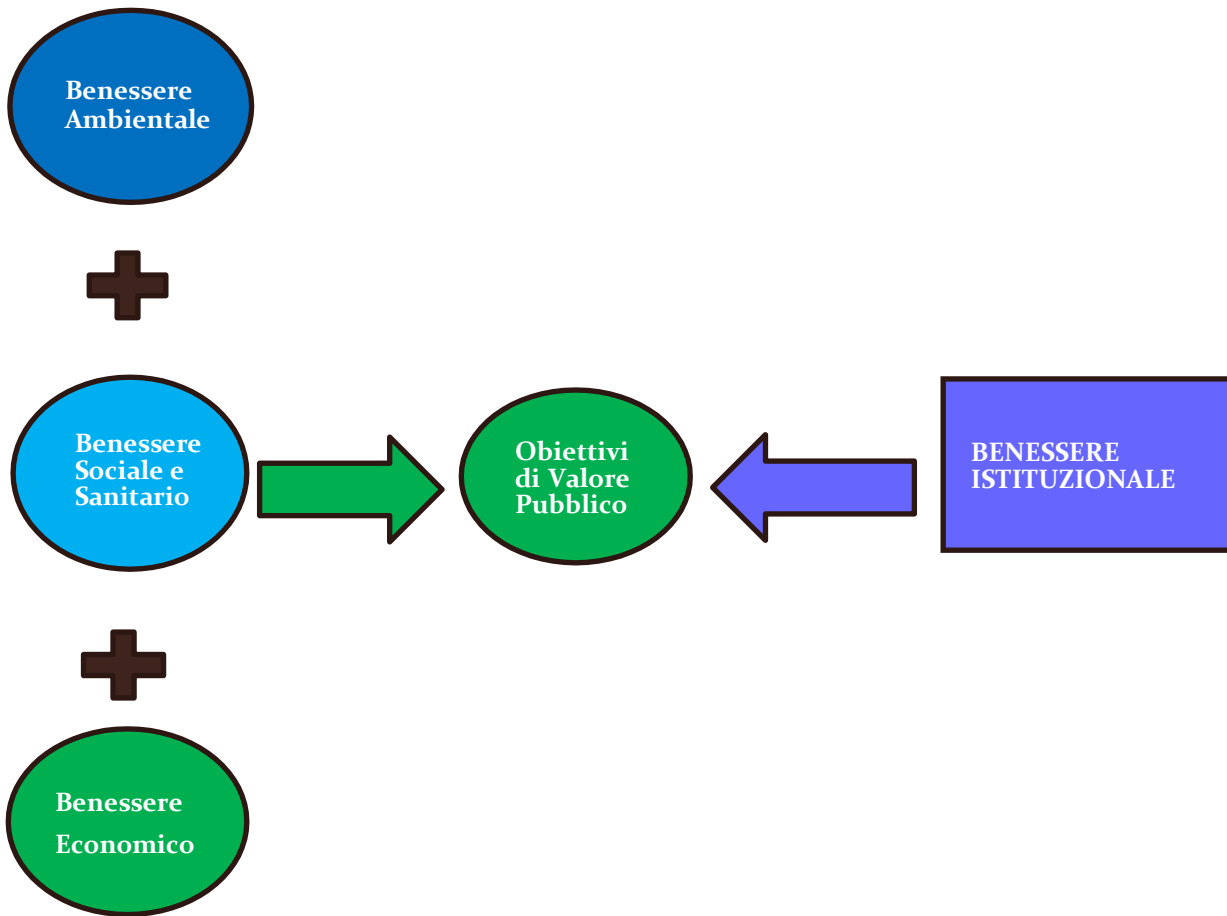 Benessere
Ambientale
Benessere
Sociale e
Sanitario
Obiettivi
di Valore
Pubblico
BENESSERE
ISTITUZIONALE
Benessere
Economico